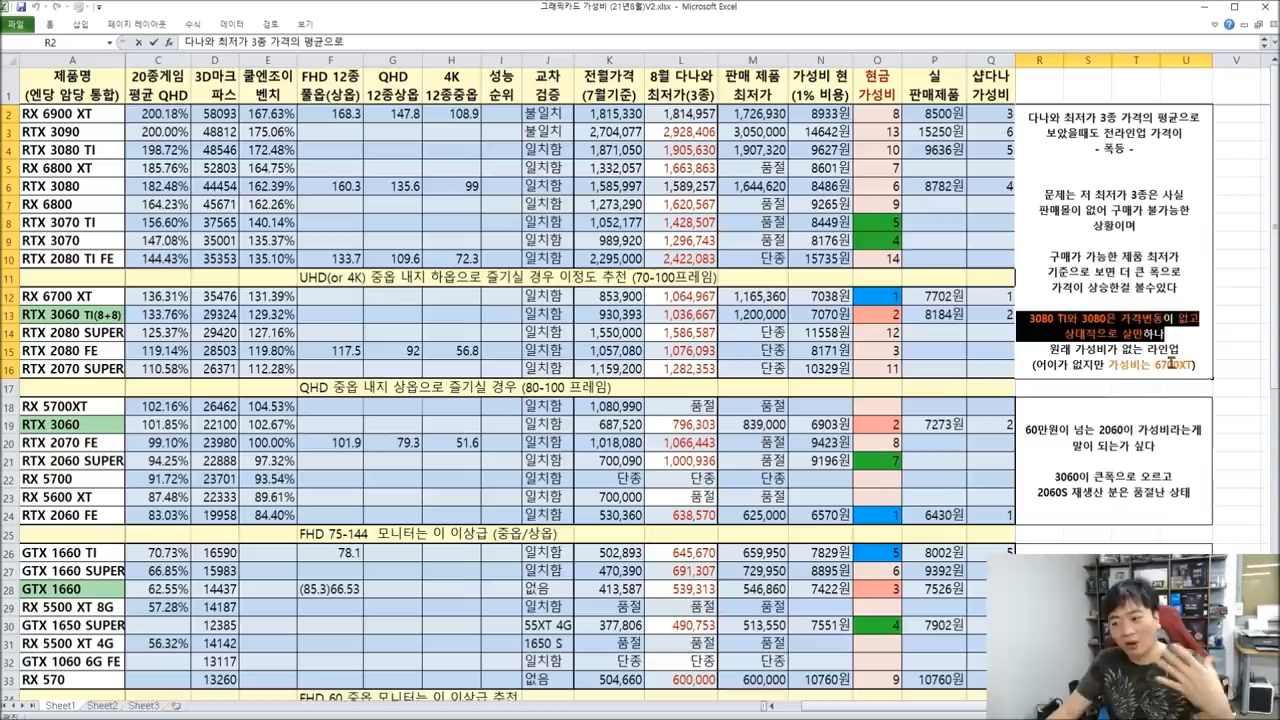 그래픽카드 가성비 (21년8월)V2.xlsx - Microsoft Excel
파일 홈 삽입 페이지 레이아웃 수식 데이터 검토 보기
R2 다나와 최저가 3종 가격의 평균으로
A C D E F G H I J K L M N O P Q R S T U V
1 제품명 20종게임 3D마크 쿨엔조이 FHD 12종 QHD 4K 성능 교차 전월가격 8월 다나와 판매 제품 가성비 현 현금 실 샵다나
(엔당 암당 통합) 평균 QHD 파스 벤치 풀옵(상옵) 12종상옵 12종중옵 순위 검증 (7월기준) 최저가(3종) 최저가 (1% 비용) 가성비 판매제품 가성비
2 RX 6900 XT 200.18% 58093 167.63% 168.3 147.8 108.9 불일치 1,815,330 1,814,957 1,726,930 8933원 8 8500원 3
3 RTX 3090 200.00% 48812 175.06% 불일치 2,704,077 2,928,406 3,050,000 14642원 13 15250원 6
4 RTX 3080 TI 198.72% 48546 172.48% 일치함 1,871,050 1,905,630 1,907,320 9627원 10 9636원 5
5 RX 6800 XT 185.76% 52803 164.75% 일치함 1,332,657 1,663,863 품절 8601원 7
6 RTX 3080 182.48% 44454 162.39% 160.3 135.6 99 일치함 1,585,997 1,589,257 1,644,620 8486원 6 8782원 4
7 RX 6800 164.23% 45671 162.26% 일치함 1,273,290 1,620,567 품절 9265원 9
8 RTX 3070 TI 156.60% 37565 140.14% 일치함 1,052,177 1,428,507 품절 8449원 5
9 RTX 3070 147.08% 35001 135.37% 일치함 989,920 1,296,743 품절 8176원 4
10 RTX 2080 TI FE 144.43% 35353 135.10% 133.7 109.6 72.3 일치함 2,295,000 2,422,083 단종 15735원 14
11 UHD(or 4K) 중옵 내지 하옵으로 즐기실 경우 이정도 추천 (70-100프레임)
12 RX 6700 XT 136.31% 35476 131.39% 일치함 853,900 1,064,967 1,165,360 7038원 1 7702원 1
13 RTX 3060 TI(8+8) 133.76% 29324 129.32% 일치함 930,393 1,036,667 1,200,000 7070원 2 8184원 2
14 RTX 2080 SUPER 125.37% 29420 127.16% 일치함 1,550,000 1,586,587 단종 11558원 12
15 RTX 2080 FE 119.14% 28503 119.80% 117.5 92 56.8 일치함 1,057,080 1,076,093 단종 8171원 3
16 RTX 2070 SUPER 110.58% 26371 112.28% 일치함 1,159,200 1,282,353 단종 10329원 11
17 QHD 중옵 내지 상옵으로 즐기실 경우 (80-100 프레임)
18 RX 5700XT 102.16% 26462 104.53% 일치함 1,080,990 품절 품절
19 RTX 3060 101.85% 22100 102.67% 일치함 687,520 796,303 839,000 6903원 2 7273원 2
20 RTX 2070 FE 99.10% 23980 100.00% 101.9 79.3 51.6 일치함 1,018,080 1,066,443 품절 9423원 8
21 RTX 2060 SUPER 94.25% 22888 97.32% 일치함 700,090 1,000,936 품절 9196원 7
22 RX 5700 91.72% 23701 93.54% 일치함 단종 단종 단종
23 RX 5600 XT 87.48% 22333 89.61% 일치함 700,000 품절 품절
24 RTX 2060 FE 83.03% 19958 84.40% 일치함 530,360 638,570 625,000 6570원 1 6430원 1
25 FHD 75-144 모니터는 이 이상급 (중옵/상옵)
26 GTX 1660 TI 70.73% 16590 78.1 일치함 502,893 645,670 659,950 7829원 5 8002원 5
27 GTX 1660 SUPER 66.85% 15983 일치함 470,390 691,307 729,950 8895원 6 9392원
28 GTX 1660 62.55% 14437 (85.3)66.53 없음 413,587 539,313 546,860 7422원 3 7526원
29 RX 5500 XT 8G 57.28% 14187 일치함 품절 품절 품절
30 GTX 1650 SUPER 12385 55XT 4G 377,806 490,753 513,550 7551원 4 7902원
31 RX 5500 XT 4G 56.32% 14142 1650 S 품절 품절 품절
32 GTX 1060 6G FE 13117 일치함 단종 단종 단종
33 RX 570 13260 없음 504,660 600,000 600,000 10760원 9 10760원
34 FHD 60 중옵 모니터는 이 이상급 추천
다나와 최저가 3종 가격의 평균으로
보았을때도 전라인업 가격이
- 폭등 -
문제는 저 최저가 3종은 사실
판매몰이 없어 구매가 불가능한
상황이며
구매가 가능한 제품 최저가
기준으로 보면 더 큰 폭으로
가격이 상승한걸 볼수있다
3080 TI와 3080은 가격변동이 없고
상대적으로 살만하나
원래 가성비가 없는 라인업
(어이가 없지만 가성비는 6700XT)
60만원이 넘는 2060이 가성비라는게
말이 되는가 싶다
3060이 큰폭으로 오르고
2060S 재생산 분은 품절난 상태
Sheet1 Sheet2 Sheet3
편집